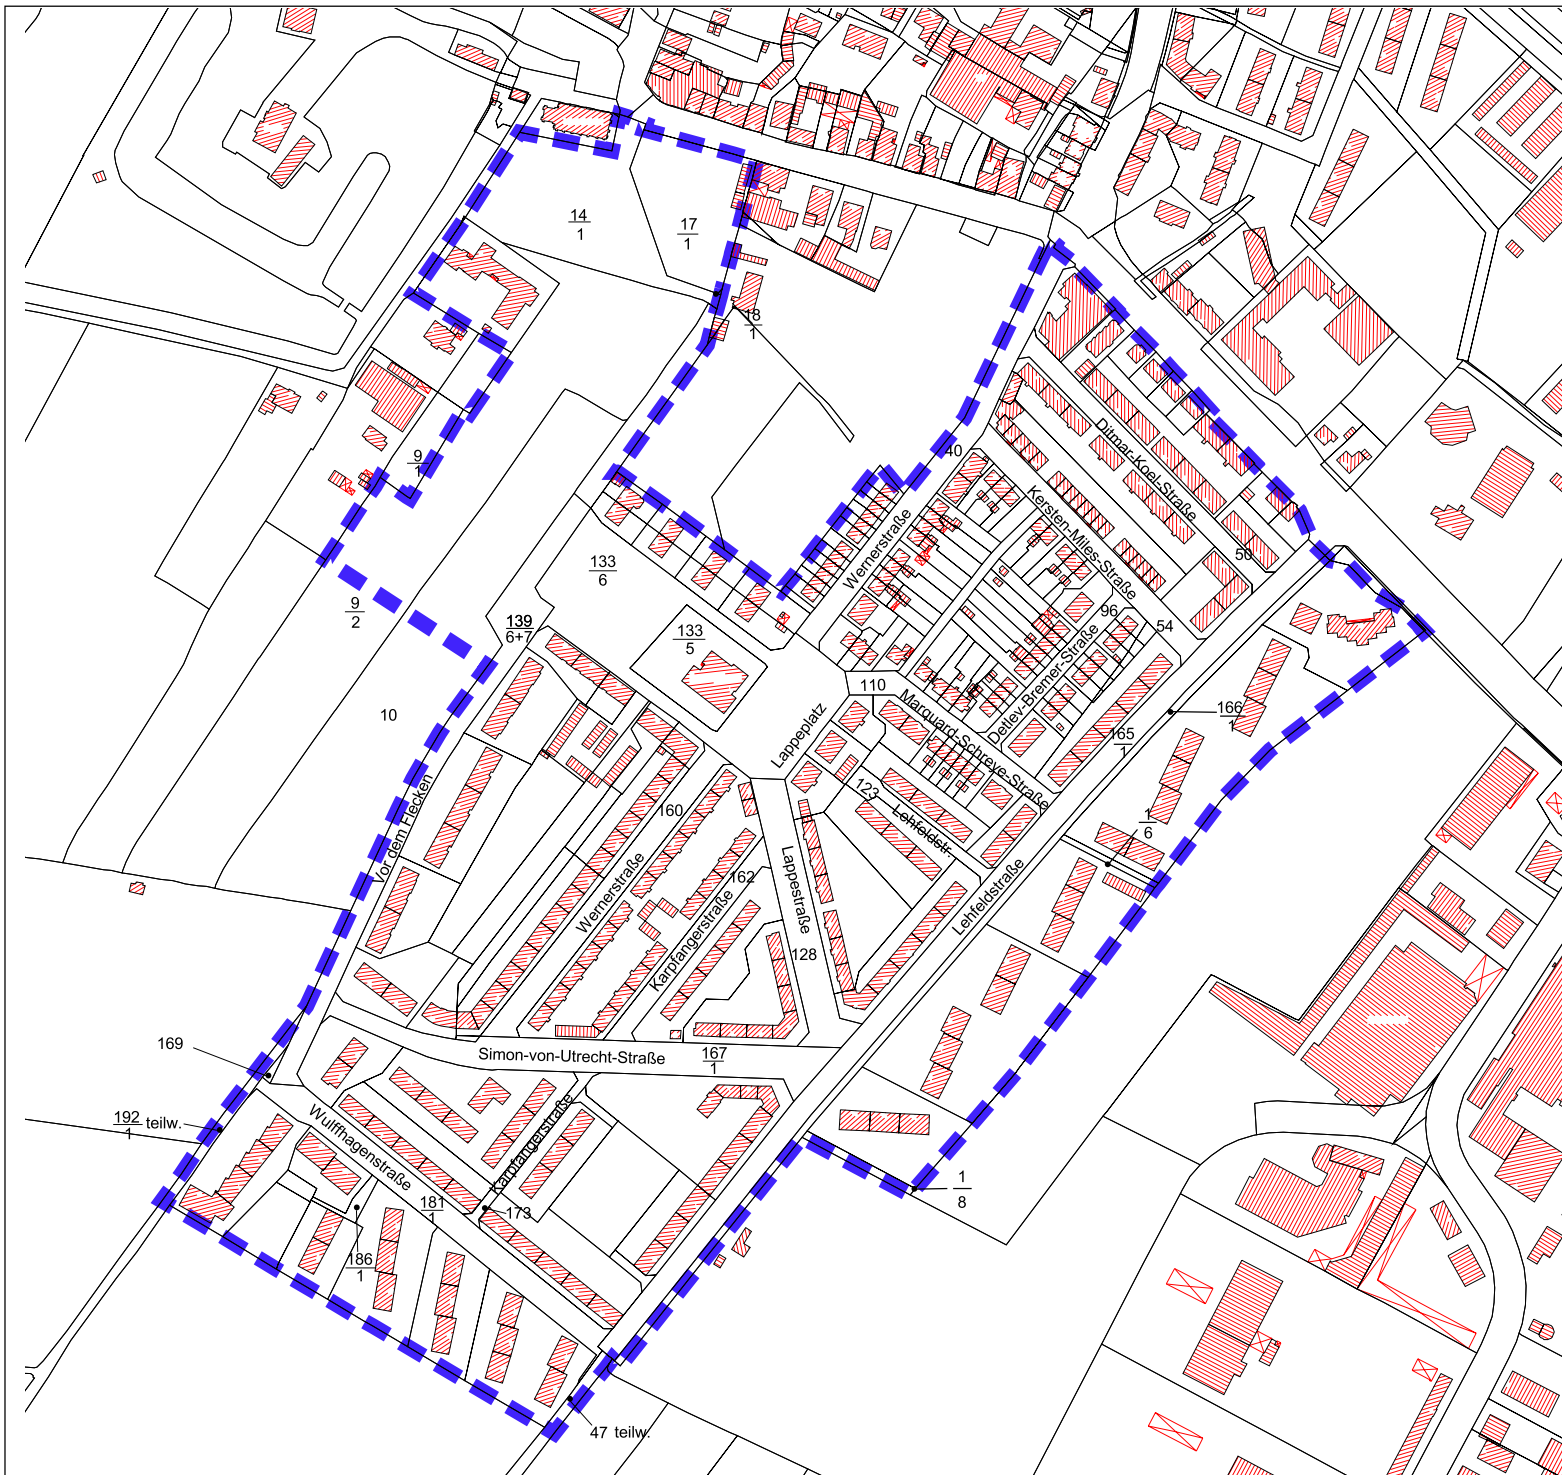 14
1
17
1
18
1
9
1
40
Ditmar-Koel-Straße
Kersten-Miles-Straße
Wernerstraße
50
133
6
9
2
139
6+7
133
5
96
54
Detlev-Bremer-Straße
110
Marquard-Schreye-Straße
166
1
165
1
10
Lappeplatz
123
Lehfeldstr.
1
6
Vor dem Flecken
160
Wernerstraße
162
Karpfangerstraße
Lappestraße
128
Lehfeldstraße
169
Simon-von-Utrecht-Straße
167
1
192 teilw.
1
Wulffhagenstraße
Karpfangerstraße
181
1
173
186
1
1
8
47 teilw.